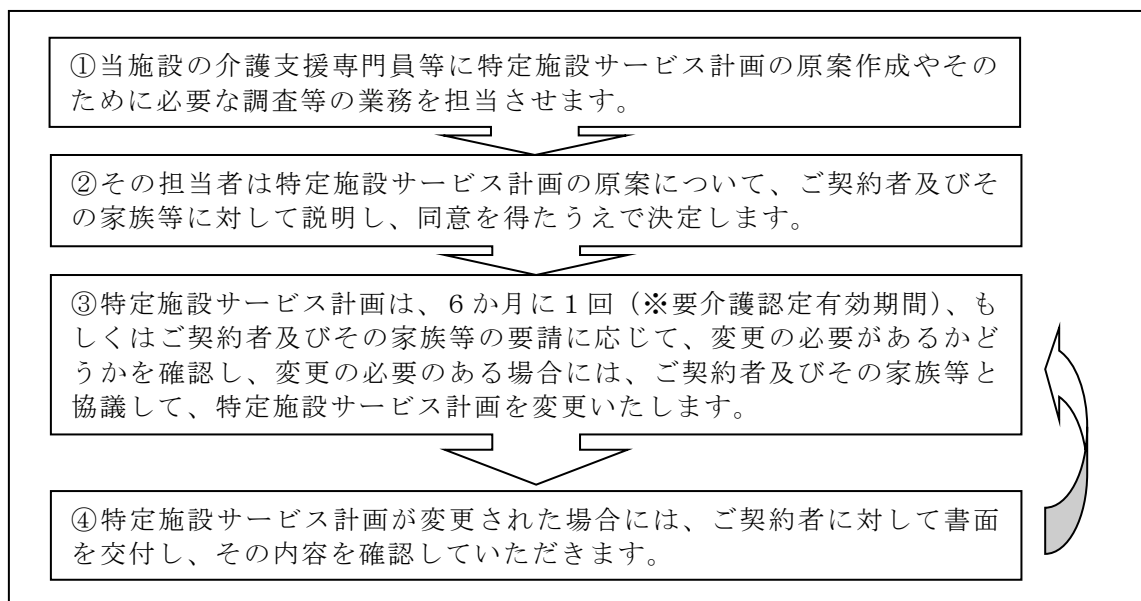 ①当施設の介護支援専門員等に特定施設サービス計画の原案作成やその
ために必要な調査等の業務を担当させます。
②その担当者は特定施設サービス計画の原案について、ご契約者及びそ
の家族等に対して説明し、同意を得たうえで決定します。
③特定施設サービス計画は、６か月に１回（※要介護認定有効期間）、も
しくはご契約者及びその家族等の要請に応じて、変更の必要があるかど
うかを確認し、変更の必要のある場合には、ご契約者及びその家族等と
協議して、特定施設サービス計画を変更いたします。
④特定施設サービス計画が変更された場合には、ご契約者に対して書面
を交付し、その内容を確認していただきます。